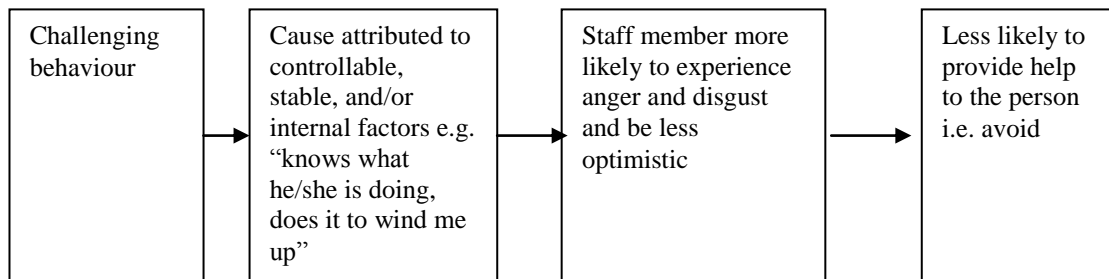 Challenging
behaviour
Cause attributed to
controllable,
stable, and/or
internal factors e.g.
“knows what
he/she is doing,
does it to wind me
up”
Staff member more
likely to experience
anger and disgust
and be less
optimistic
Less likely to
provide help
to the person
i.e. avoid